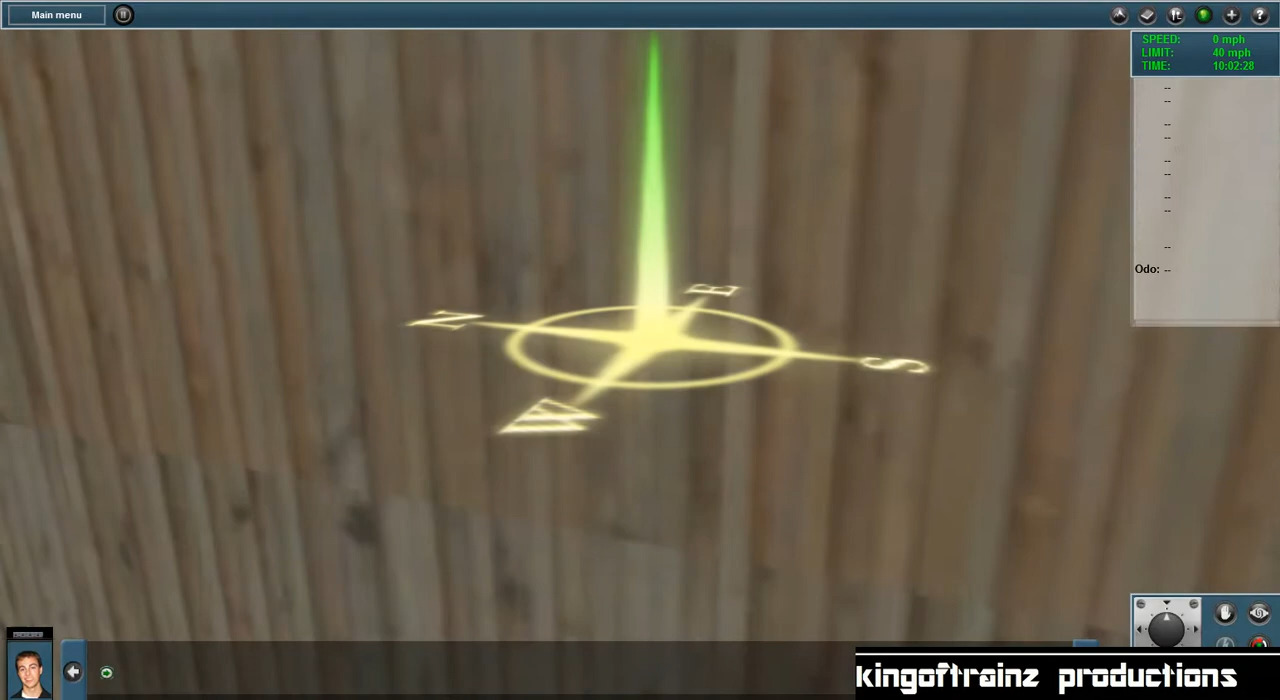 Main menu
?
SPEED: 0 mph
LIMIT: 40 mph
TIME: 10:02:28
--
--
--
--
--
--
--
--
--
Odo: --
E
N
S
W
kingoftrainz productions